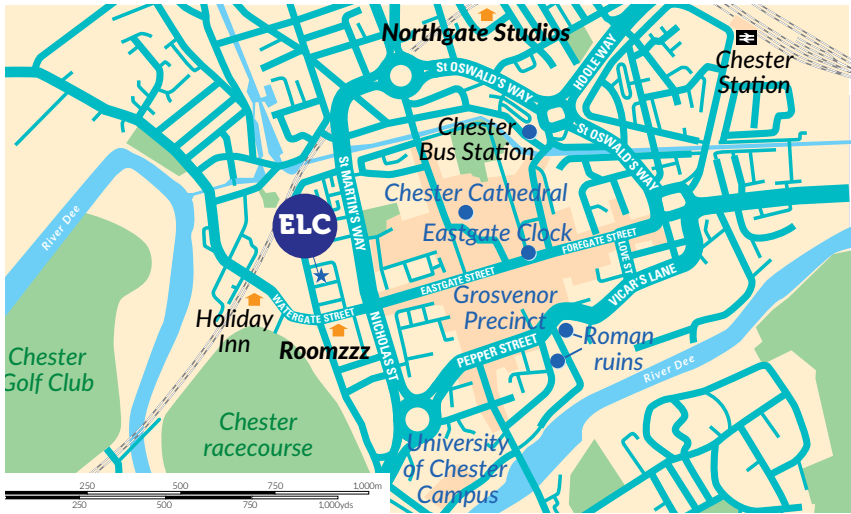 Northgate Studios
St OSWALD'S WAY
HOOLE WAY
Chester
Station
Chester
Bus Station
St OSWALD'S WAY
St MARTIN'S WAY
River Dee
Chester Cathedral
ELC
Eastgate Clock
FOREGATE STREET
LOVE ST
EASTGATE STREET
VICAR'S LANE
WATERGATE STREET
Grosvenor
Precinct
Holiday
Inn
NICHOLAS ST
Roomzzz
PEPPER STREET
Roman
ruins
River Dee
Chester
Golf Club
Chester
racecourse
University
of Chester
Campus
250 500 750 1,000m
250 500 750 1,000yds